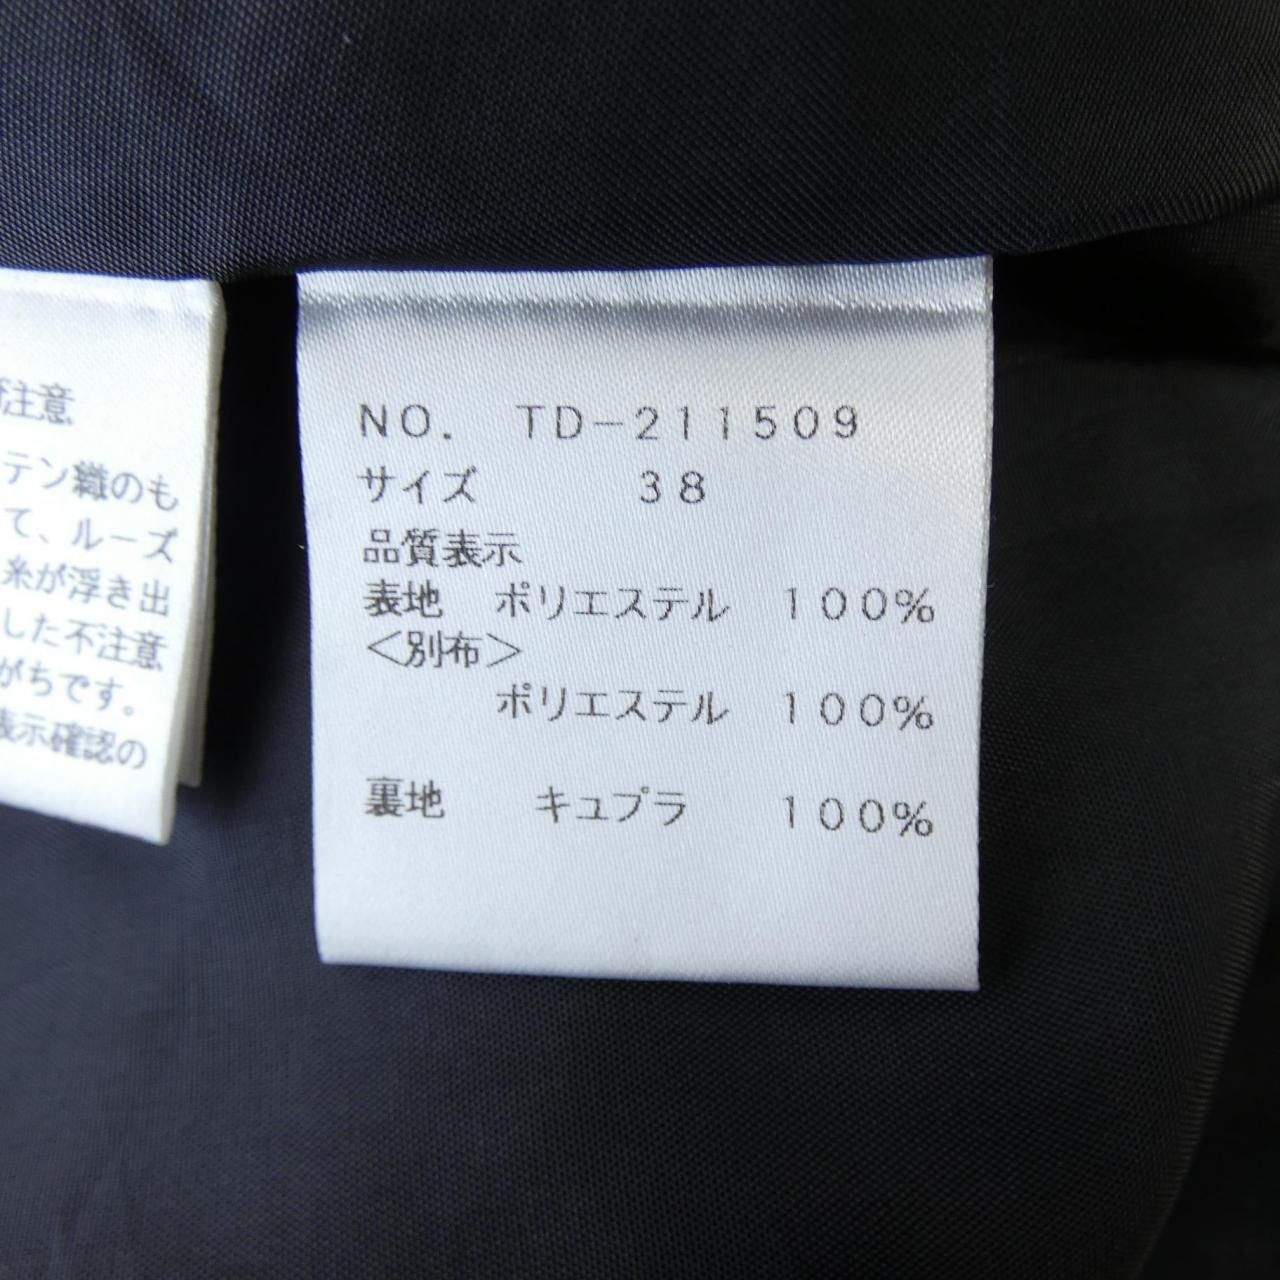 注意
テン織のも
て、ルーズ
糸が浮き出
した不注意
がちです。
表示確認の
NO. TD-211509
サイズ 38
品質表示
表地 ポリエステル 100%
<別布>
ポリエステル 100%
裏地 キュプラ 100%